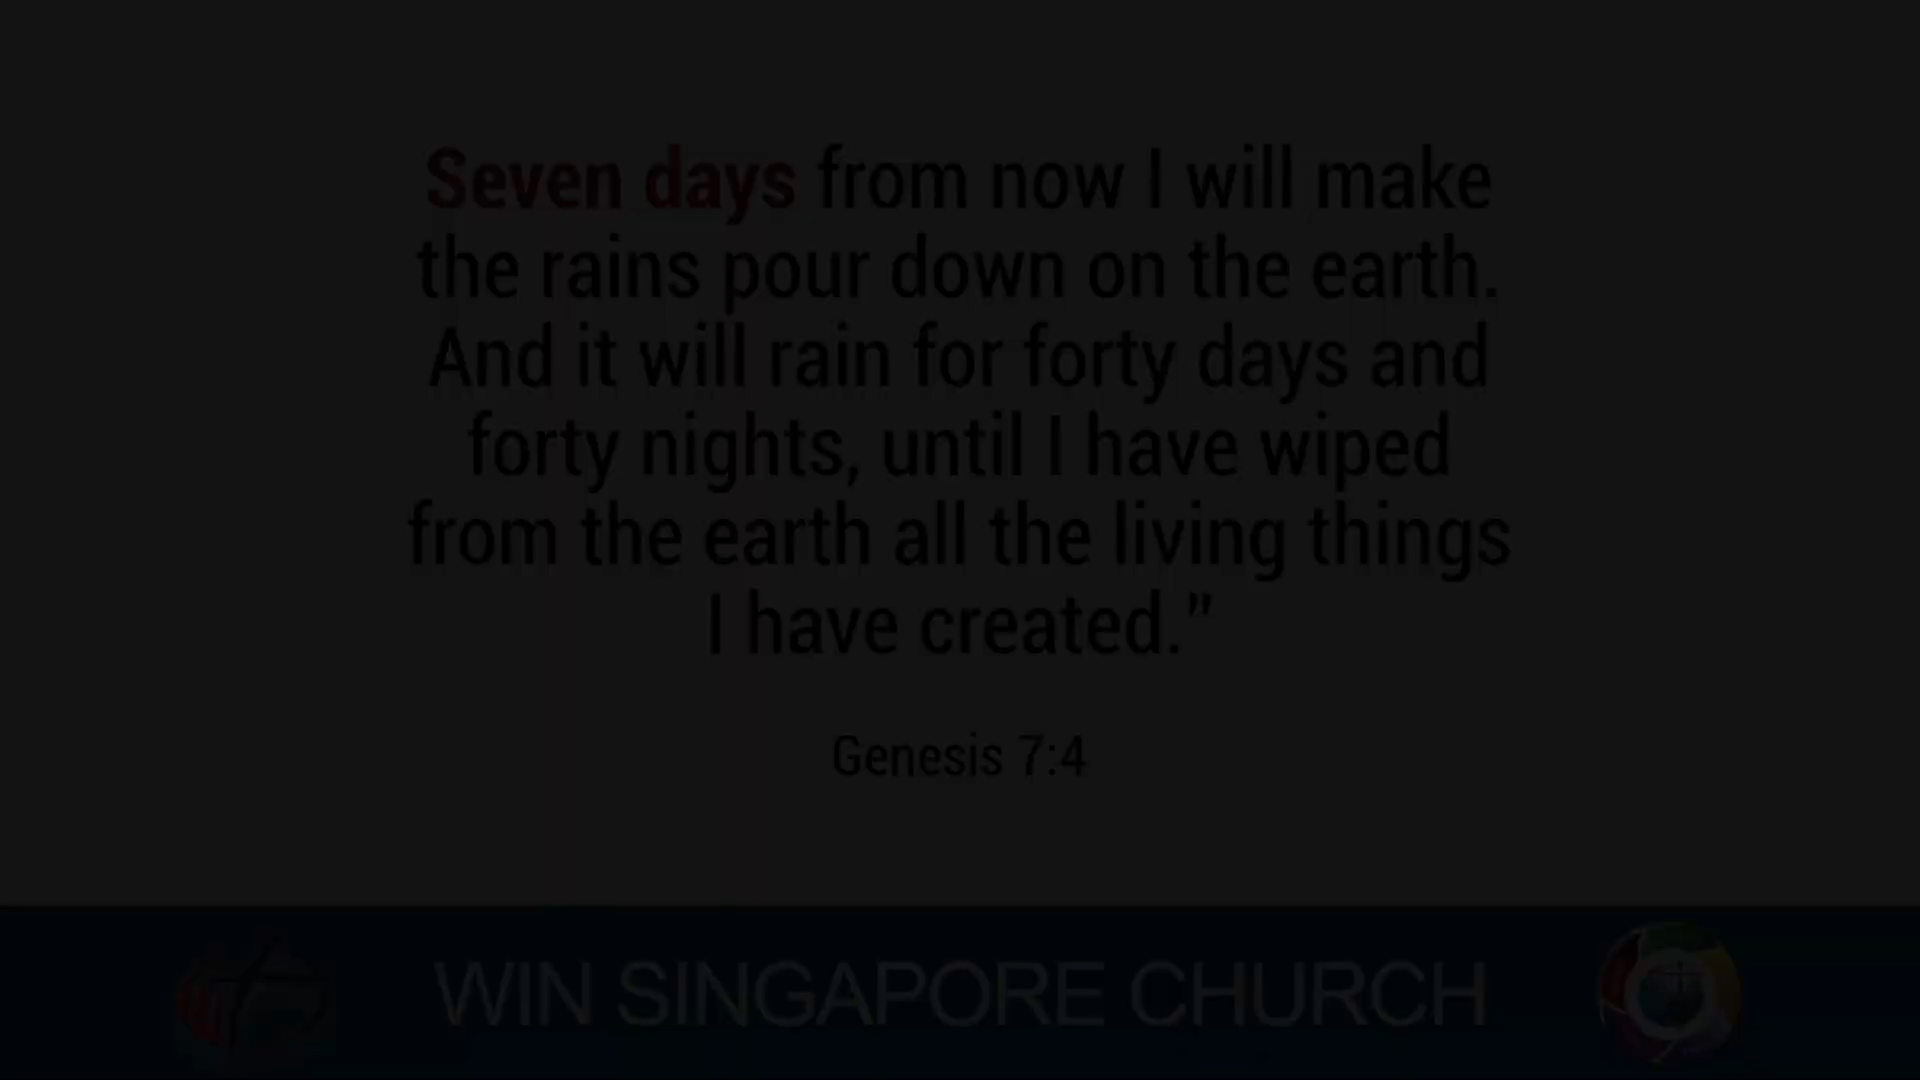 Seven days from now I will make
the rains pour down on the earth.
And it will rain for forty days and
forty nights, until I have wiped
from the earth all the living things
I have created.”
Genesis 7:4
WIN SINGAPORE CHURCH